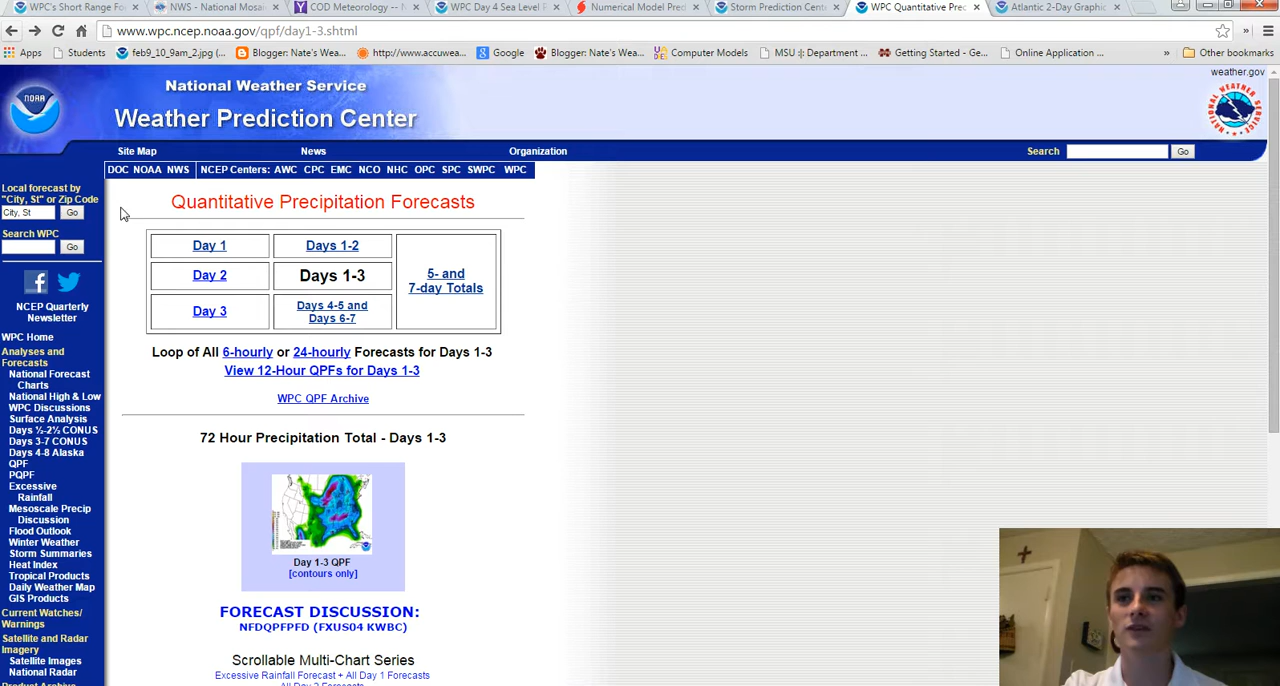 WPC's Short Range Fo
NWS - National Mosai
COD Meteorology --
WPC Day 4 Sea Level P
Numerical Model Pred
Storm Prediction Cent
WPC Quantitative Prec
Atlantic 2-Day Graphic
www.wpc.ncep.noaa.gov/qpf/day1-3.shtml
Apps
Students
feb9_10_9am_2.jpg (...
Blogger: Nate's Wea...
http://www.accuwea...
Google
Blogger: Nate's Wea...
Computer Models
MSU :|: Department ...
Getting Started - Ge...
Online Application ...
»
Other bookmarks
weather.gov
NOAA
National Weather Service
Weather Prediction Center
Site Map
News
Organization
Search
Go
DOC NOAA NWS NCEP Centers: AWC CPC EMC NCO NHC OPC SPC SWPC WPC
Local forecast by
"City, St" or Zip Code
City, St
Go
Search WPC
Go
NCEP Quarterly
Newsletter
WPC Home
Analyses and
Forecasts
National Forecast
Charts
National High & Low
WPC Discussions
Surface Analysis
Days ½-2½ CONUS
Days 3-7 CONUS
Days 4-8 Alaska
QPF
PQPF
Excessive
Rainfall
Mesoscale Precip
Discussion
Flood Outlook
Winter Weather
Storm Summaries
Heat Index
Tropical Products
Daily Weather Map
GIS Products
Current Watches/
Warnings
Satellite and Radar
Imagery
Satellite Images
National Radar
Product Archive
Quantitative Precipitation Forecasts
Day 1
Days 1-2
Day 2
Days 1-3
5- and
7-day Totals
Day 3
Days 4-5 and
Days 6-7
Loop of All 6-hourly or 24-hourly Forecasts for Days 1-3
View 12-Hour QPFs for Days 1-3
WPC QPF Archive
72 Hour Precipitation Total - Days 1-3
Day 1-3 QPF
[contours only]
FORECAST DISCUSSION:
NFDQPFPFD (FXUS04 KWBC)
Scrollable Multi-Chart Series
Excessive Rainfall Forecast + All Day 1 Forecasts
All Day 2 Forecasts